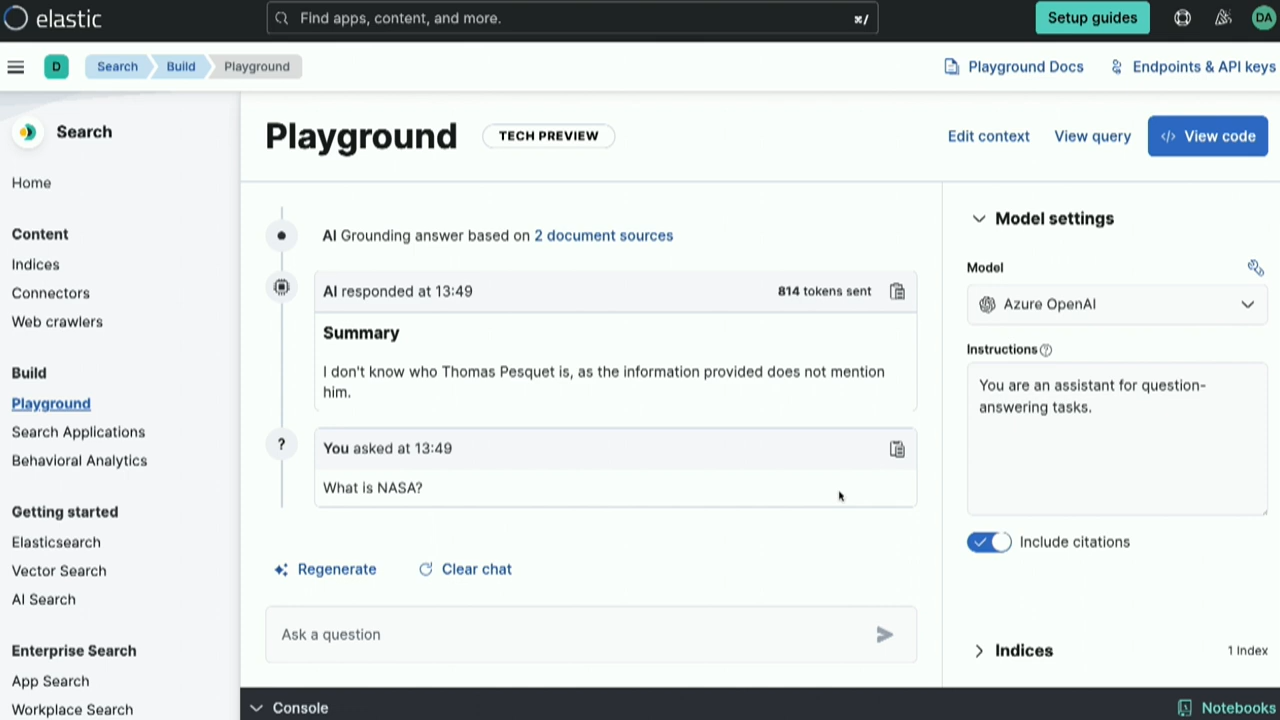 elastic
Find apps, content, and more.
⌘/
Setup guides
DA
D
Search
Build
Playground
Playground Docs
Endpoints & API keys
Search
Home
Content
Indices
Connectors
Web crawlers
Build
Playground
Search Applications
Behavioral Analytics
Getting started
Elasticsearch
Vector Search
AI Search
Enterprise Search
App Search
Workplace Search
Playground
TECH PREVIEW
Edit context
View query
</> View code
AI Grounding answer based on 2 document sources
AI responded at 13:49
814 tokens sent
Summary
I don't know who Thomas Pesquet is, as the information provided does not mention
him.
?
You asked at 13:49
What is NASA?
Regenerate
Clear chat
Ask a question
Model settings
Model
Azure OpenAI
Instructions
?
You are an assistant for question-
answering tasks.
Include citations
Indices
1 Index
Console
Notebooks